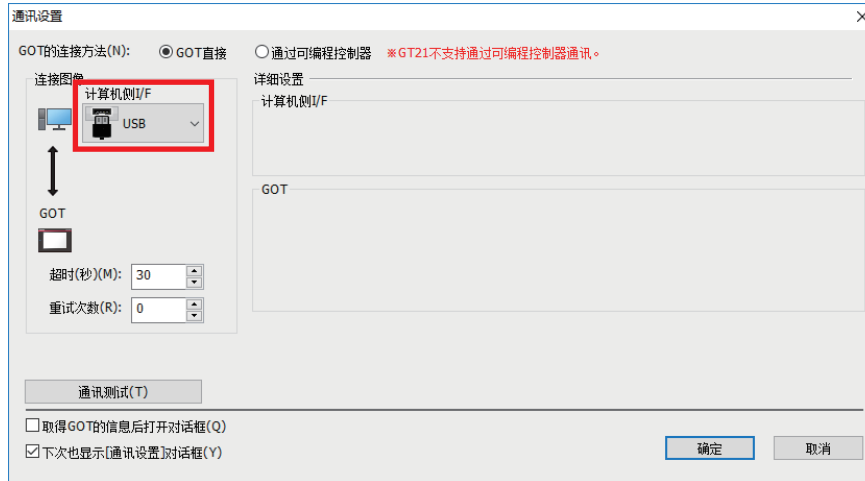 通讯设置
GOT的连接方法(N): GOT直接 通过可编程控制器 ※GT21不支持通过可编程控制器通讯。
连接图像
计算机侧I/F
USB
GOT
超时(秒)(M): 30
重试次数(R): 0
详细设置
计算机侧I/F
GOT
通讯测试(T)
取得GOT的信息后打开对话框(Q)
下次也显示[通讯设置]对话框(Y)
确定 取消